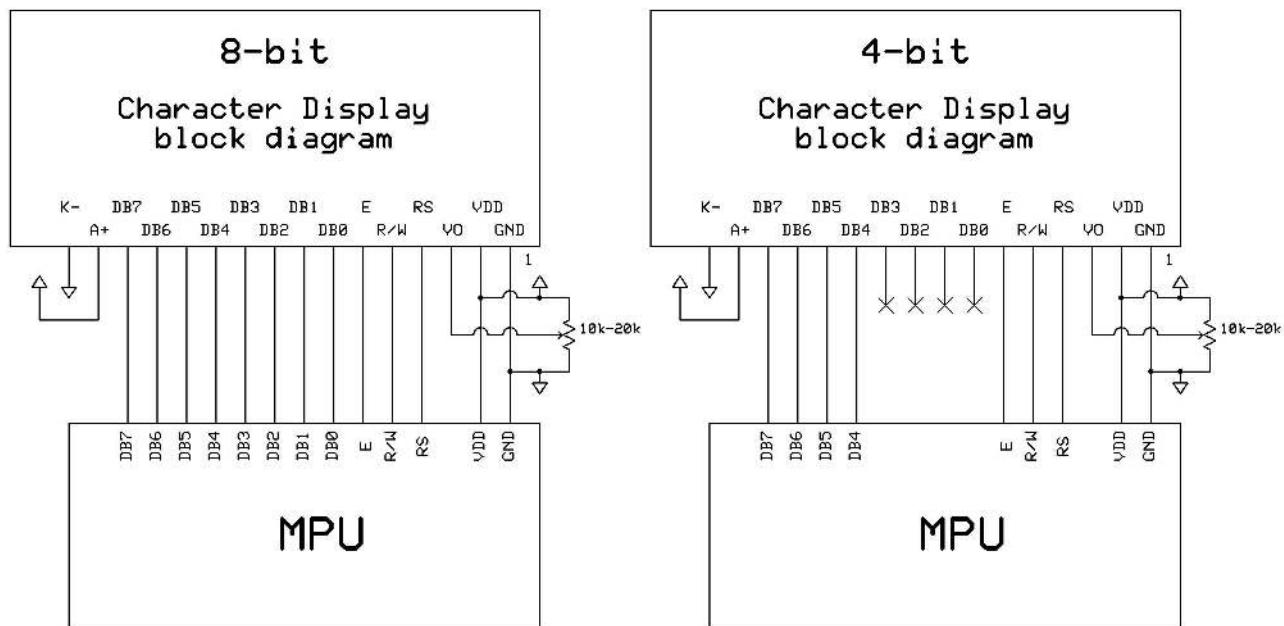 8-bit
Character Display
block diagram
K- DB7 DB5 DB3 DB1 E RS VDD
A+ DB6 DB4 DB2 DB0 R/W VO GND
1
10k-20k
DB7 DB6 DB5 DB4 DB3 DB2 DB1 DB0 E R/W RS VDD GND
MPU
4-bit
Character Display
block diagram
K- DB7 DB5 DB3 DB1 E RS VDD
A+ DB6 DB4 DB2 DB0 R/W VO GND
1
10k-20k
DB7 DB6 DB5 DB4 E R/W RS VDD GND
MPU